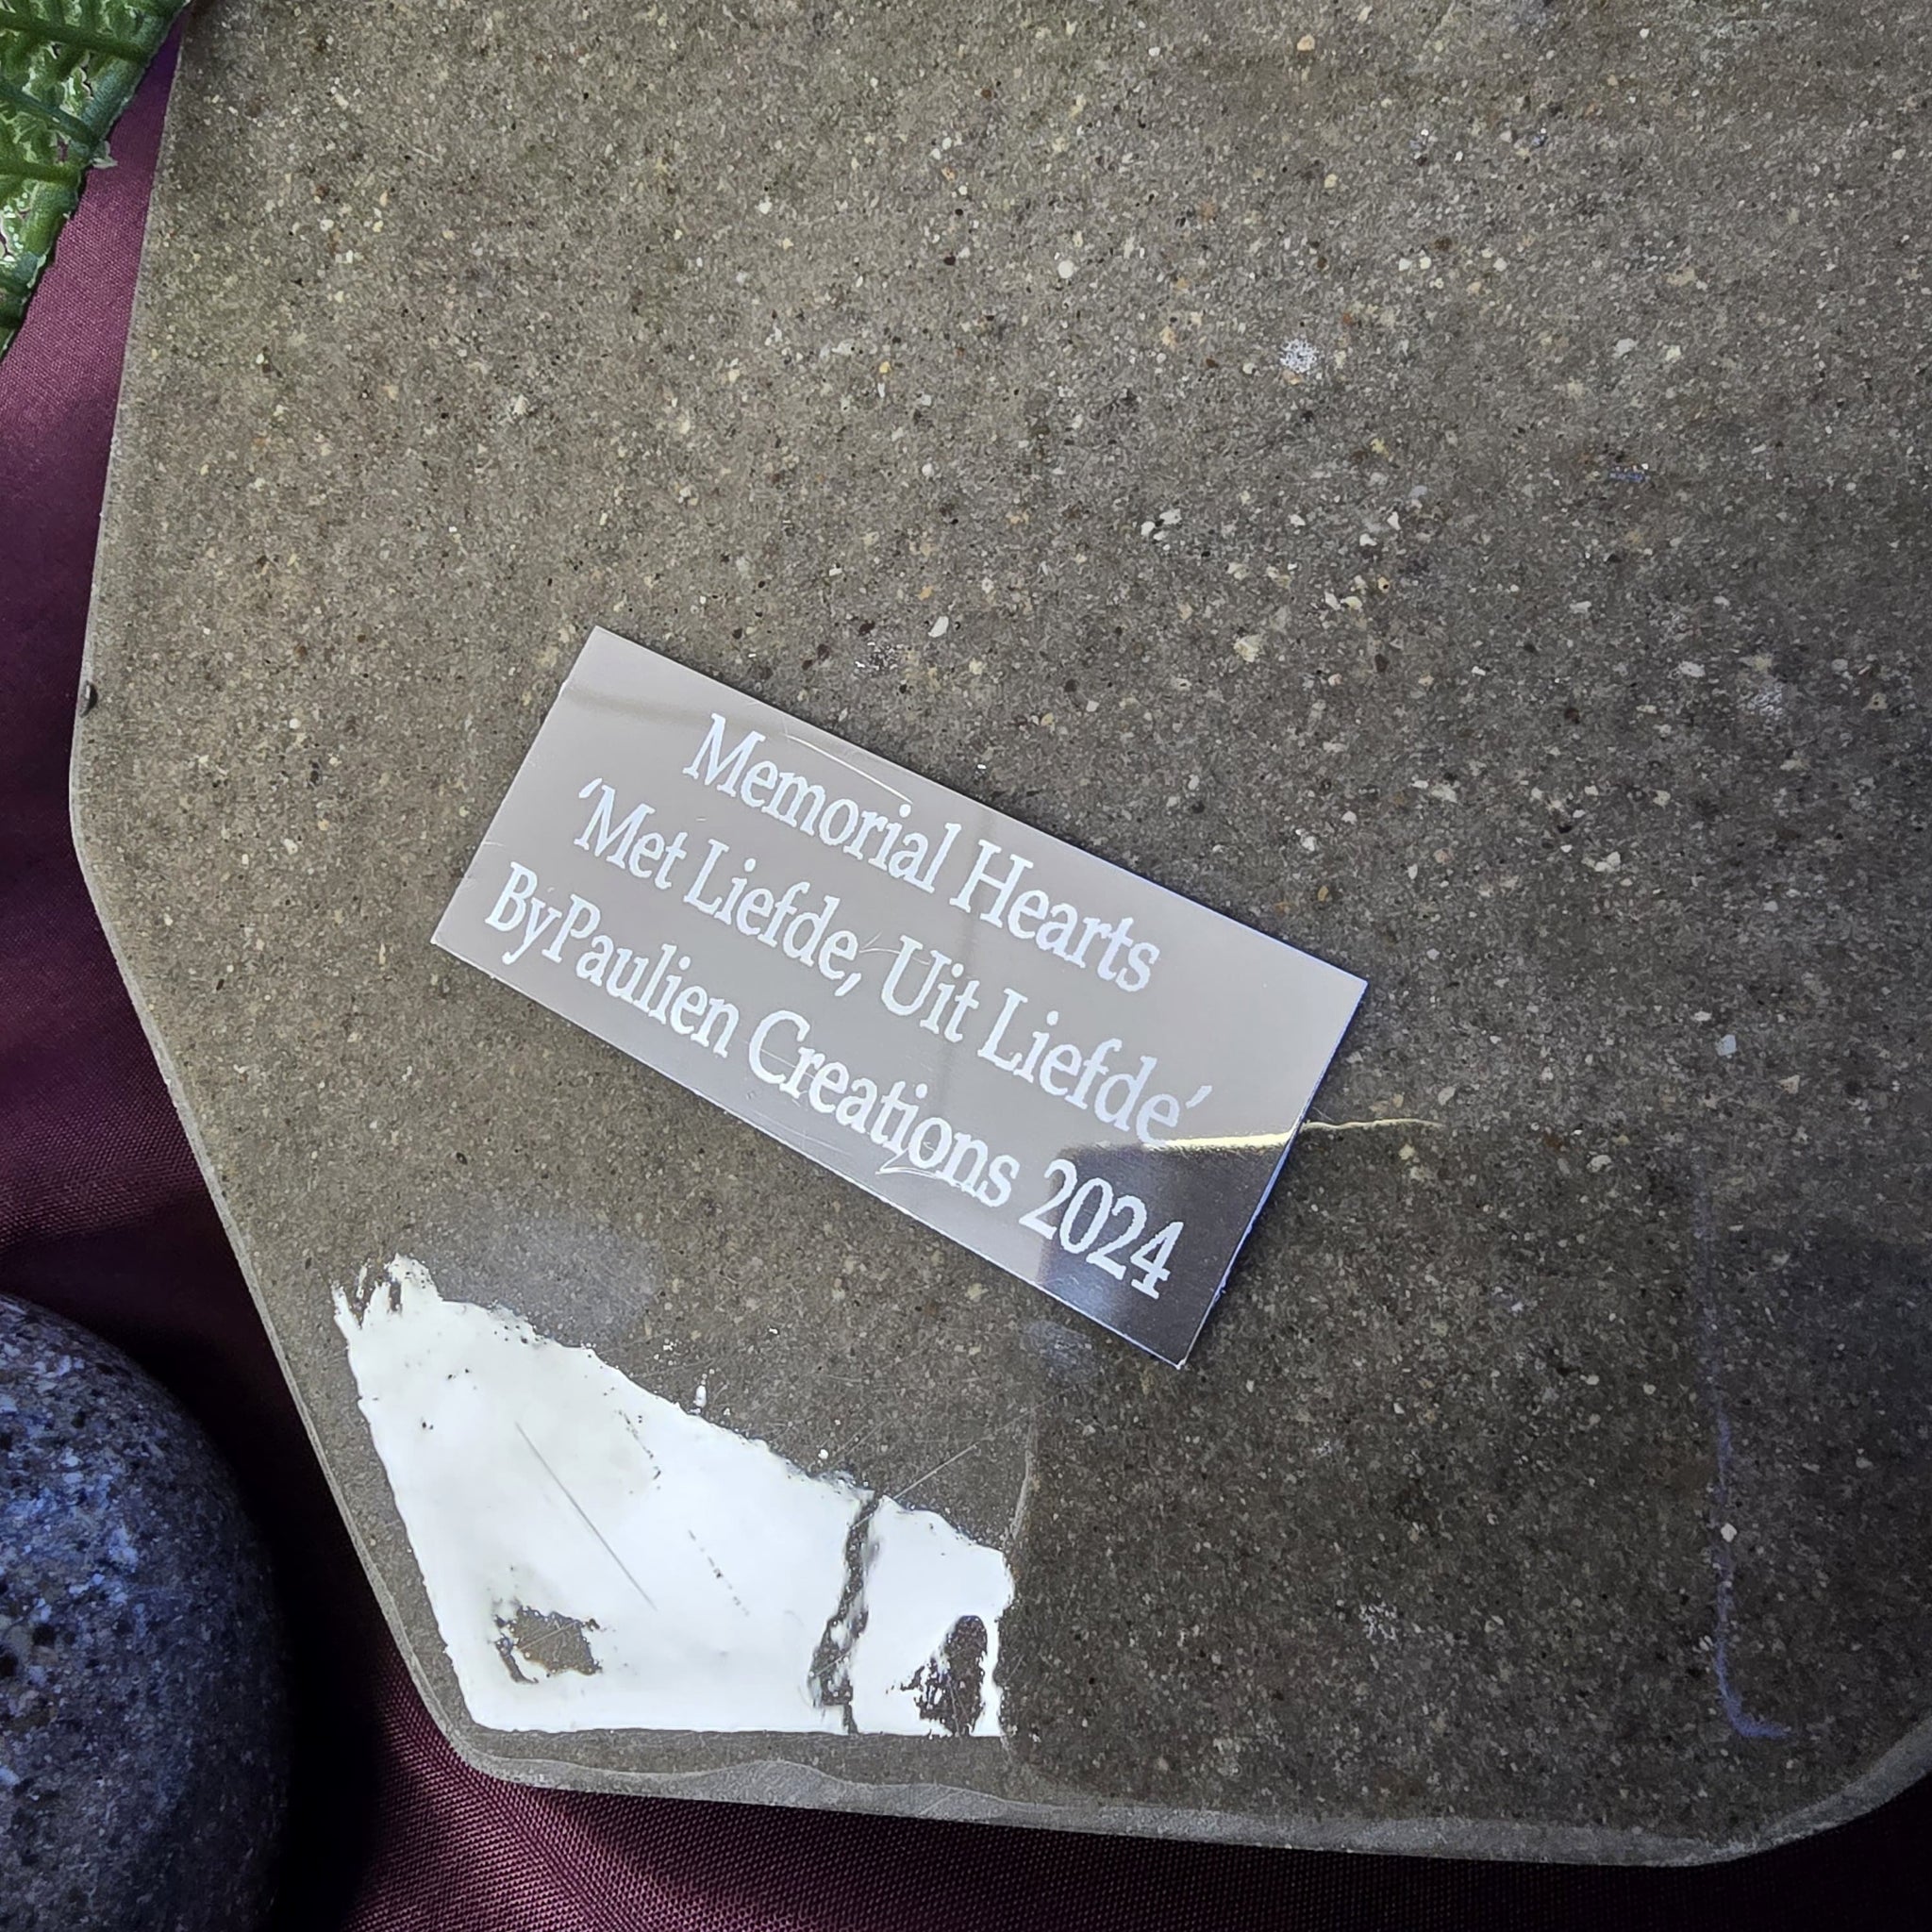 Memorial Hearts
‘Met Liefde, Uit Liefde’
ByPaulien Creations 2024